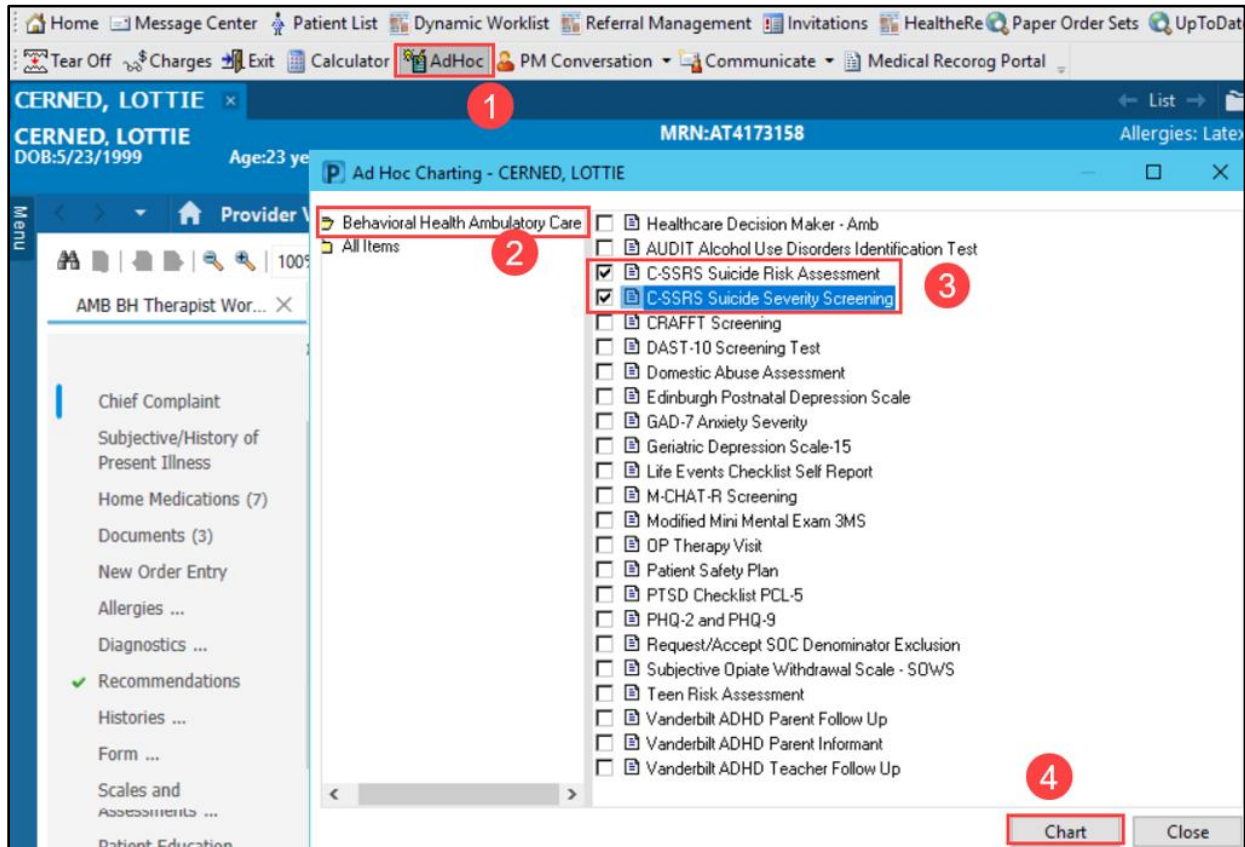 Home Message Center Patient List Dynamic Worklist Referral Management Invitations HealtheRe Paper Order Sets UpToDat
Tear Off Charges Exit Calculator AdHoc PM Conversation Communicate Medical Recorog Portal
1
CERNED, LOTTIE × ← List →
CERNED, LOTTIE MRN:AT4173158 Allergies: Latex
DOB:5/23/1999 Age:23 ye
Menu
Provider V
100%
AMB BH Therapist Wor... ×
Chief Complaint
Subjective/History of
Present Illness
Home Medications (7)
Documents (3)
New Order Entry
Allergies ...
Diagnostics ...
Recommendations
Histories ...
Form ...
Scales and
Assessments ...
Patient Education
P Ad Hoc Charting - CERNED, LOTTIE
Behavioral Health Ambulatory Care
All Items
2
Healthcare Decision Maker - Amb
AUDIT Alcohol Use Disorders Identification Test
C-SSRS Suicide Risk Assessment
C-SSRS Suicide Severity Screening
3
CRAFFT Screening
DAST-10 Screening Test
Domestic Abuse Assessment
Edinburgh Postnatal Depression Scale
GAD-7 Anxiety Severity
Geriatric Depression Scale-15
Life Events Checklist Self Report
M-CHAT-R Screening
Modified Mini Mental Exam 3MS
OP Therapy Visit
Patient Safety Plan
PTSD Checklist PCL-5
PHQ-2 and PHQ-9
Request/Accept SOC Denominator Exclusion
Subjective Opiate Withdrawal Scale - SOWS
Teen Risk Assessment
Vanderbilt ADHD Parent Follow Up
Vanderbilt ADHD Parent Informant
Vanderbilt ADHD Teacher Follow Up
4
Chart Close